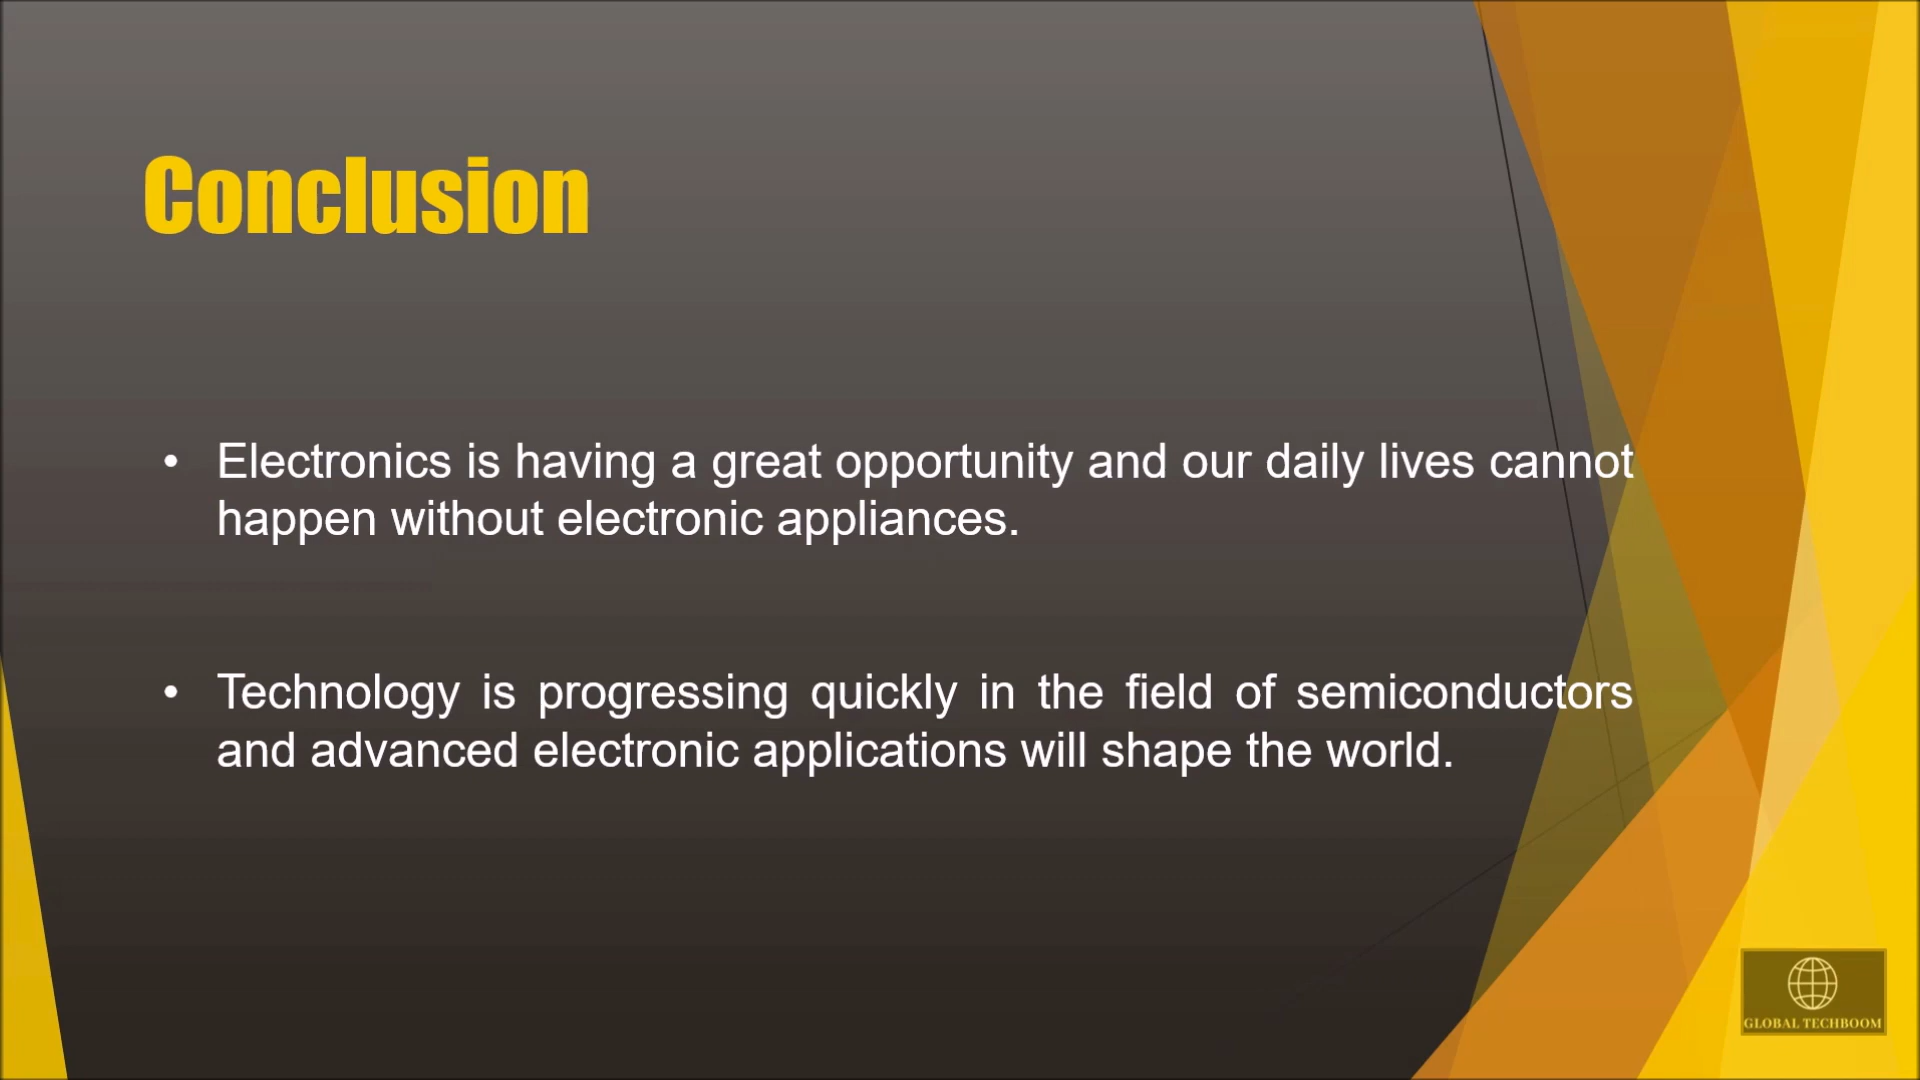 Conclusion
• Electronics is having a great opportunity and our daily lives cannot
happen without electronic appliances.
• Technology is progressing quickly in the field of semiconductors
and advanced electronic applications will shape the world.
GLOBAL TECHBOOM